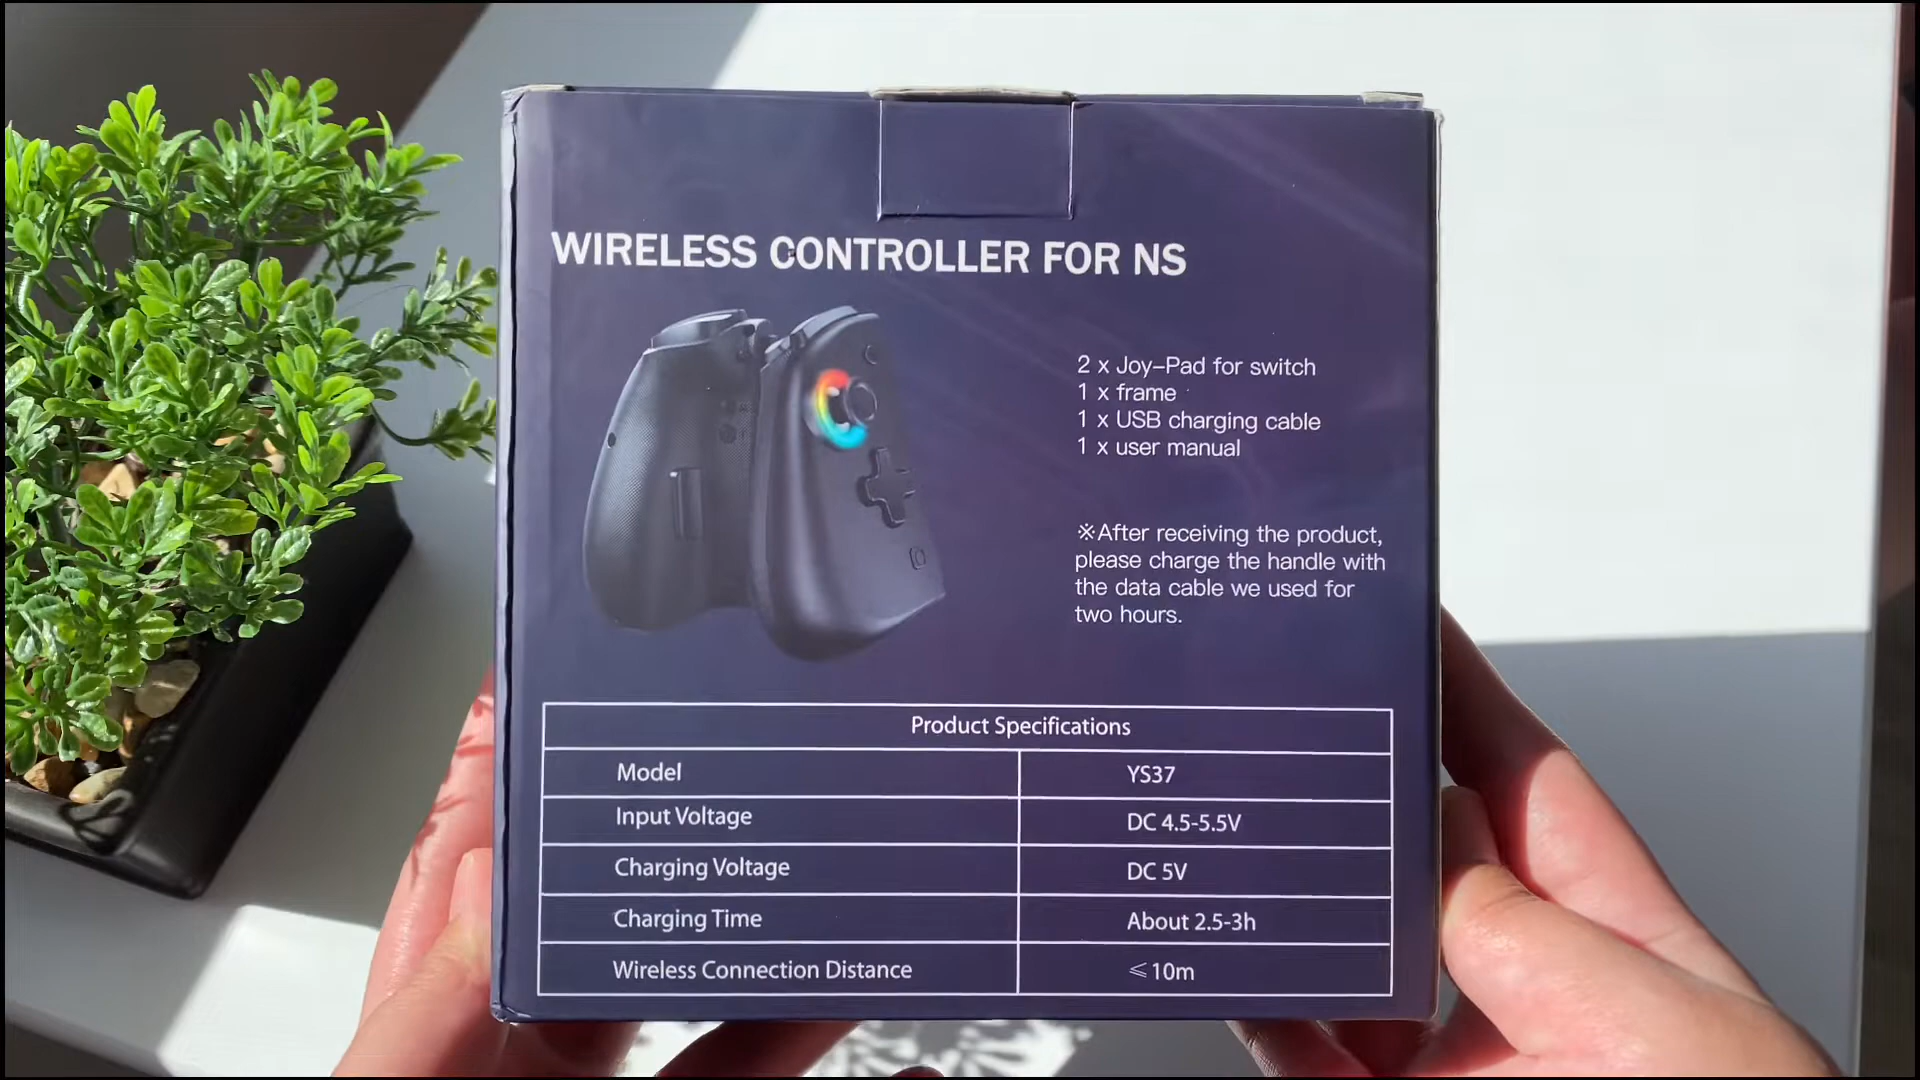 WIRELESS CONTROLLER FOR NS
2 x Joy-Pad for switch
1 x frame
1 x USB charging cable
1 x user manual
※After receiving the product,
please charge the handle with
the data cable we used for
two hours.
Product Specifications
Model YS37
Input Voltage DC 4.5-5.5V
Charging Voltage DC 5V
Charging Time About 2.5-3h
Wireless Connection Distance ⩽10m